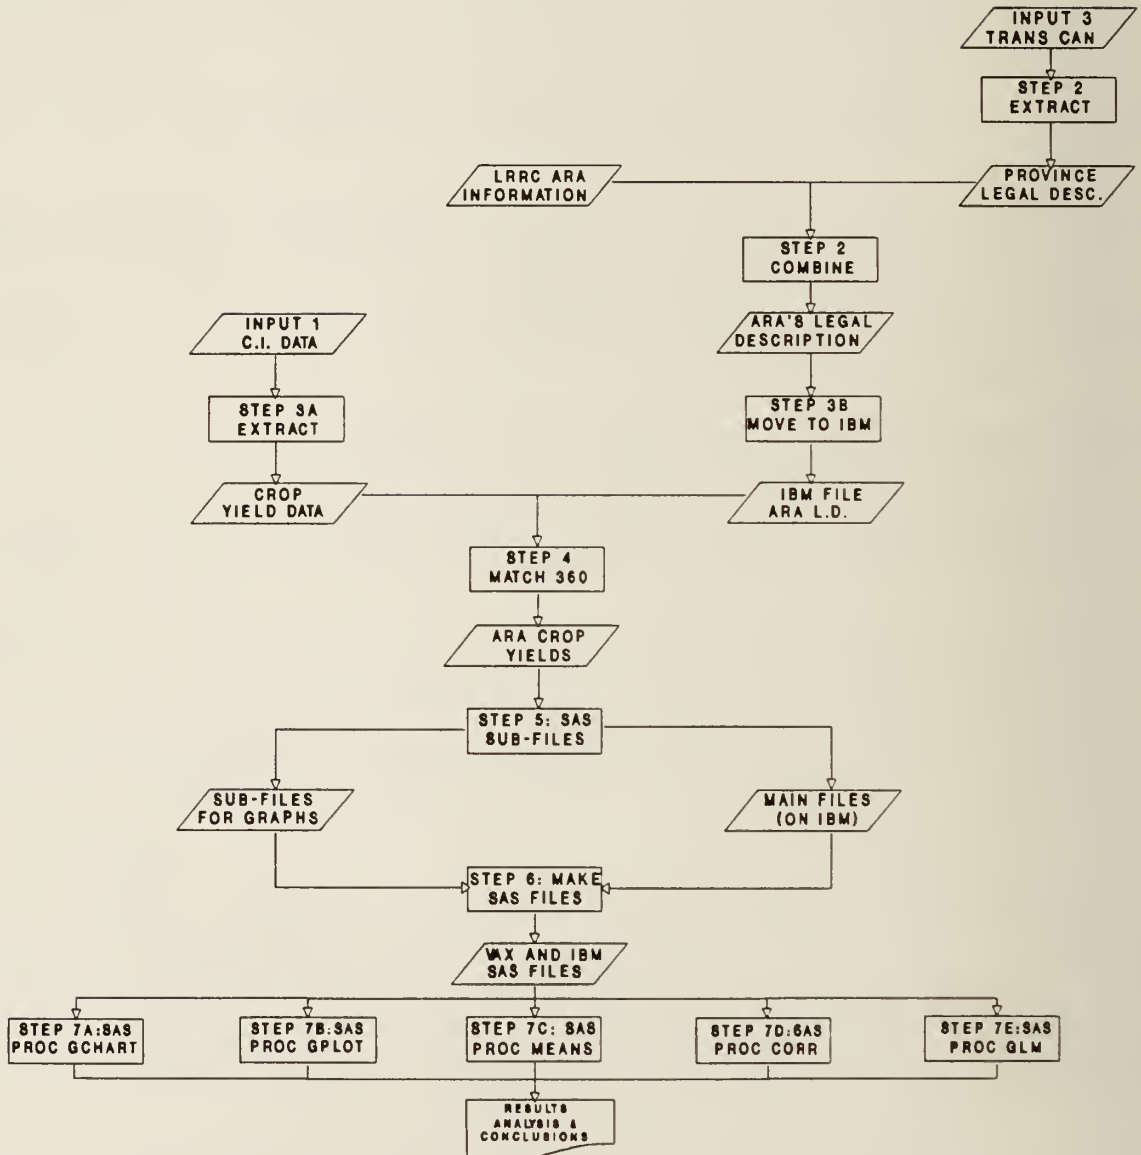 INPUT 3
TRANS CAN
STEP 2
EXTRACT
LRRC ARA
INFORMATION
PROVINCE
LEGAL DESC.
STEP 2
COMBINE
INPUT 1
C.I. DATA
ARA'S LEGAL
DESCRIPTION
STEP 3A
EXTRACT
STEP 3B
MOVE TO IBM
CROP
YIELD DATA
IBM FILE
ARA L.D.
STEP 4
MATCH 360
ARA CROP
YIELDS
STEP 5: SAS
SUB-FILES
SUB-FILES
FOR GRAPHS
MAIN FILES
(ON IBM)
STEP 6: MAKE
SAS FILES
VAX AND IBM
SAS FILES
STEP 7A:SAS
PROC GCHART
STEP 7B:SAS
PROC GPLOT
STEP 7C: SAS
PROC MEANS
STEP 7D:SAS
PROC CORR
STEP 7E:SAS
PROC GLM
RESULTS
ANALYSIS &
CONCLUSIONS